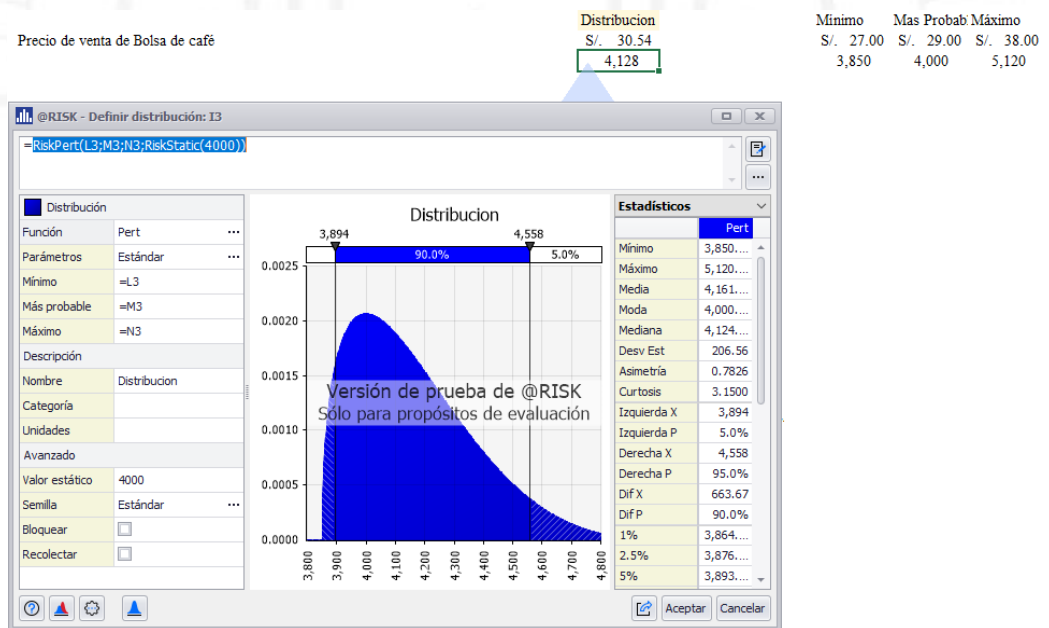 Distribucion Mínimo Mas Probab Máximo
Precio de venta de Bolsa de café S/. 30.54 S/. 27.00 S/. 29.00 S/. 38.00
4,128 3,850 4,000 5,120
@RISK - Definir distribución: I3
=RiskPert(L3;M3;N3;RiskStatic(4000))
Distribución
Función Pert ...
Parámetros Estándar ...
Mínimo =L3
Más probable =M3
Máximo =N3
Descripción
Nombre Distribucion
Categoría
Unidades
Avanzado
Valor estático 4000
Semilla Estándar ...
Bloquear
Recolectar
Distribucion
3,894 4,558
90.0% 5.0%
0.0025
0.0020
0.0015
0.0010
0.0005
0.0000
Versión de prueba de @RISK
Sólo para propósitos de evaluación
3,800 3,900 4,000 4,100 4,200 4,300 4,400 4,500 4,600 4,700 4,800
Estadísticos
Pert
Mínimo 3,850....
Máximo 5,120....
Media 4,161....
Moda 4,000....
Mediana 4,124....
Desv Est 206.56
Asimetría 0.7826
Curtosis 3.1500
Izquierda X 3,894
Izquierda P 5.0%
Derecha X 4,558
Derecha P 95.0%
Dif X 663.67
Dif P 90.0%
1% 3,864....
2.5% 3,876....
5% 3,893....
Aceptar Cancelar